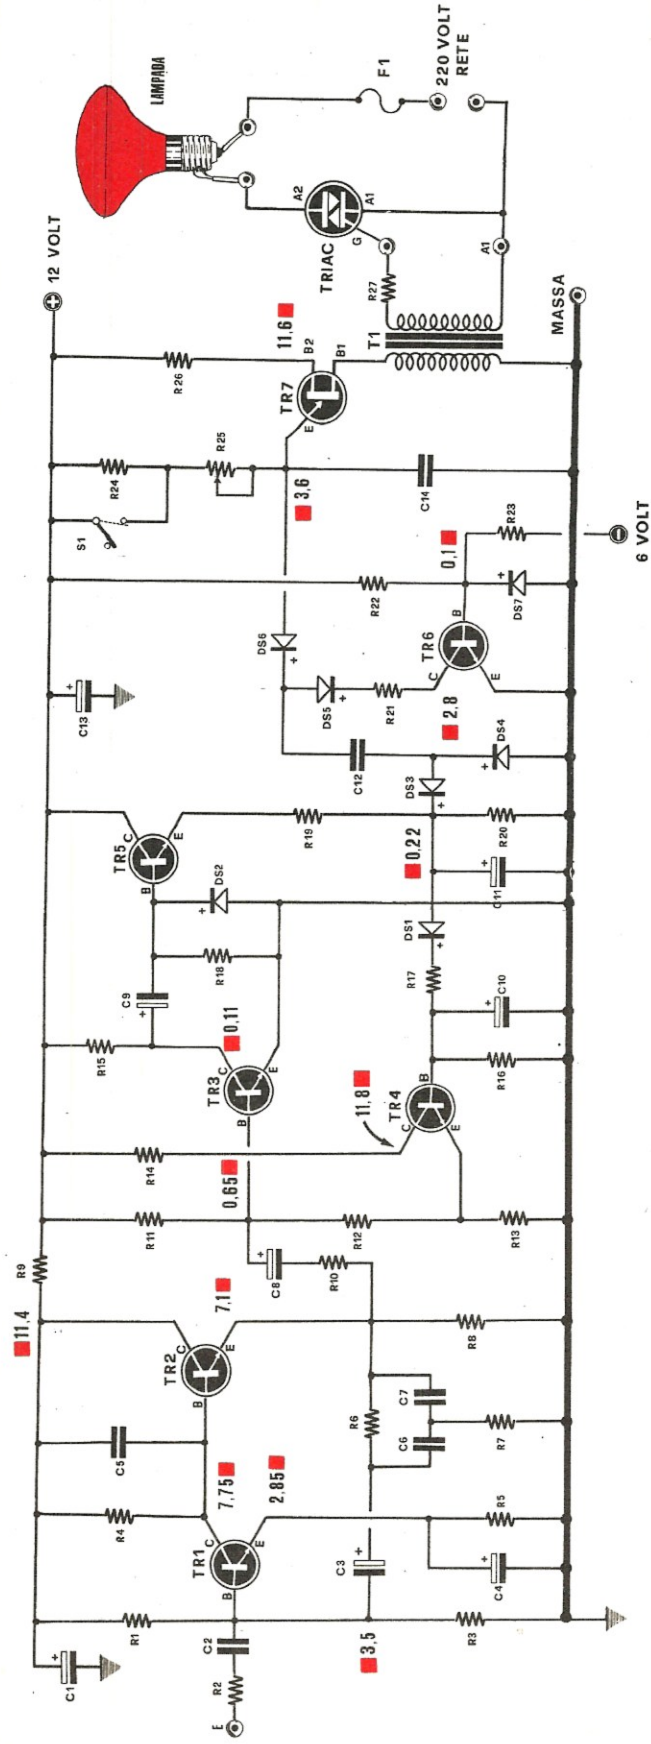 12 VOLT
LAMPADA
F1
220 VOLT
RETE
A2
A1
G
TRIAC
R27
A1
T1
MASSA
R26
11,6
B2
B1
TR7
E
R24
R25
S1
3,6
C14
R23
6 VOLT
0,1
R22
DS7
B
TR6
C
E
DS6
DS5
R21
2,8
C13
C12
DS3
DS4
TR5
C
E
B
R19
R20
0,22
DS2
C11
DS1
R18
R17
C9
C10
R15
0,11
TR3
C
E
B
R16
11,8
TR4
C
B
E
R14
0,65
R11
R12
R13
R9
C8
R10
11,4
7,1
TR2
C
E
B
R8
R6
C7
C6
R7
C5
7,75
2,85
R4
TR1
C
E
B
R5
C3
C4
R1
C2
3,5
R3
C1
R2
E